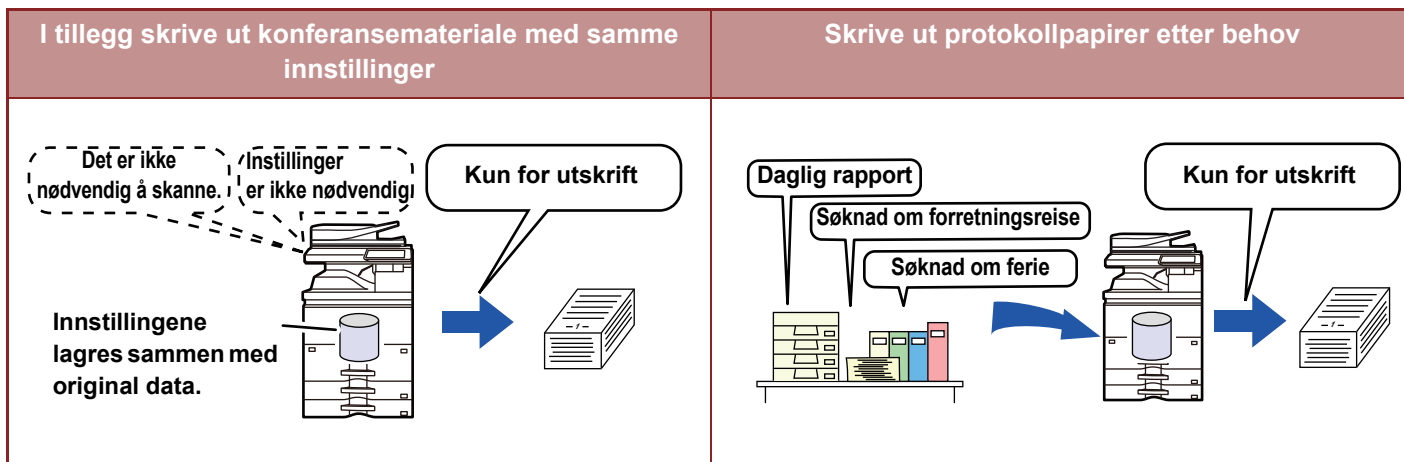 I tillegg skrive ut konferansemateriale med samme
innstillinger
Skrive ut protokollpapirer etter behov
Det er ikke
nødvendig å skanne.
Instillinger
er ikke nødvendig
Kun for utskrift
Innstillingene
lagres sammen med
original data.
-1-
Daglig rapport
Søknad om forretningsreise
Søknad om ferie
Kun for utskrift
-1-